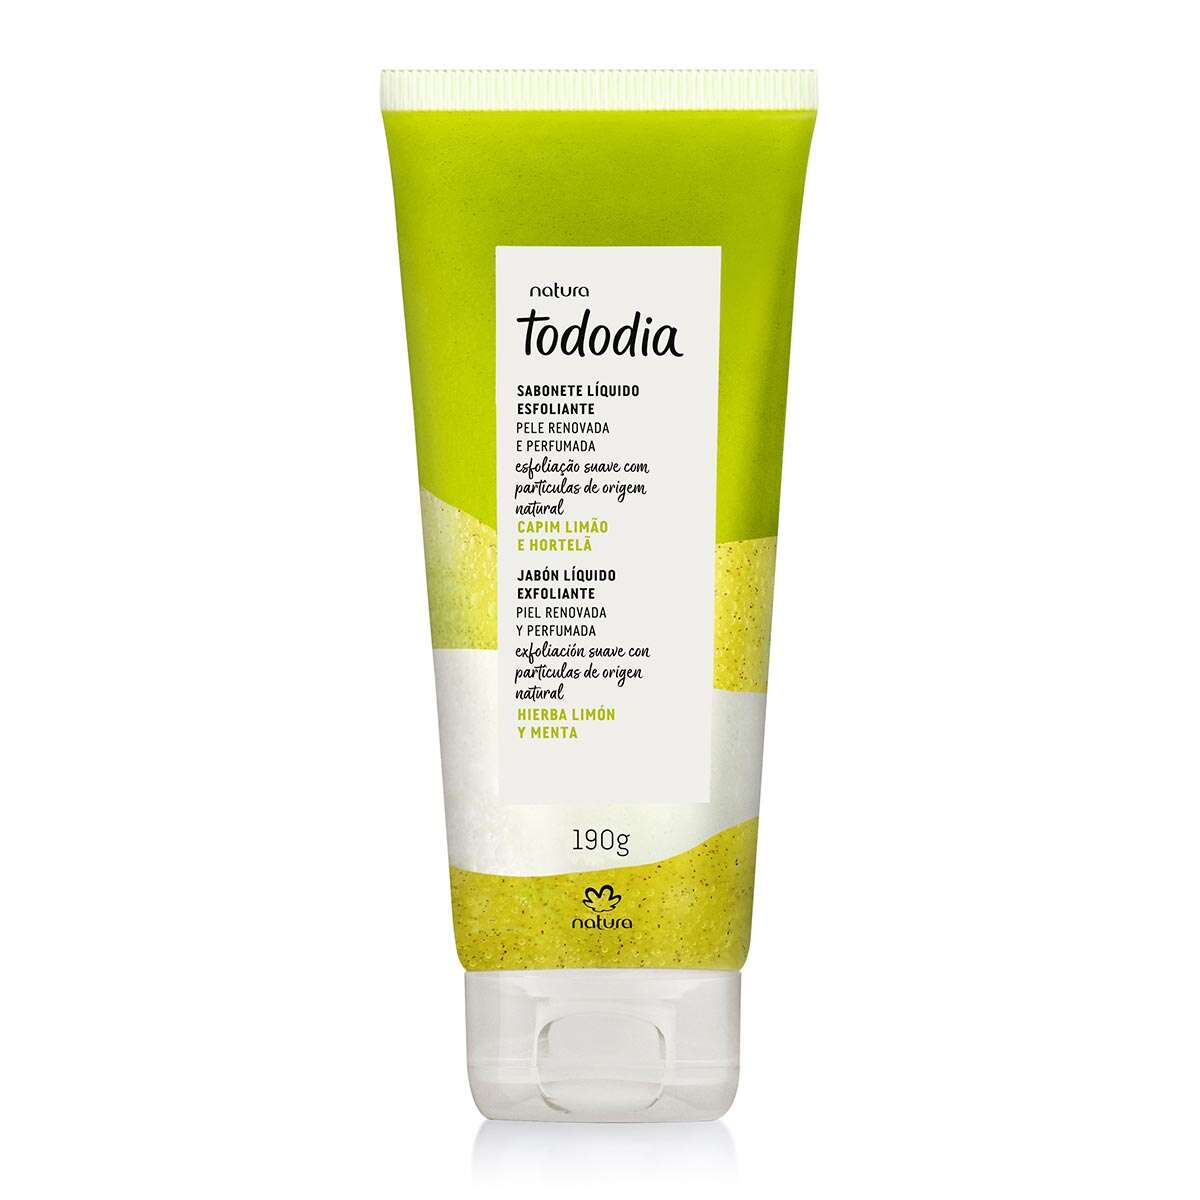 natura
Tododia
SABONETE LÍQUIDO
ESFOLIANTE
PELE RENOVADA
E PERFUMADA
esfoliação suave com
partículas de origem
natural
CAPIM LIMÃO
E HORTELÃ
JABÓN LÍQUIDO
EXFOLIANTE
PIEL RENOVADA
Y PERFUMADA
exfoliación suave con
partículas de origen
natural
HIERBA LIMÓN
Y MENTA
190g
natura